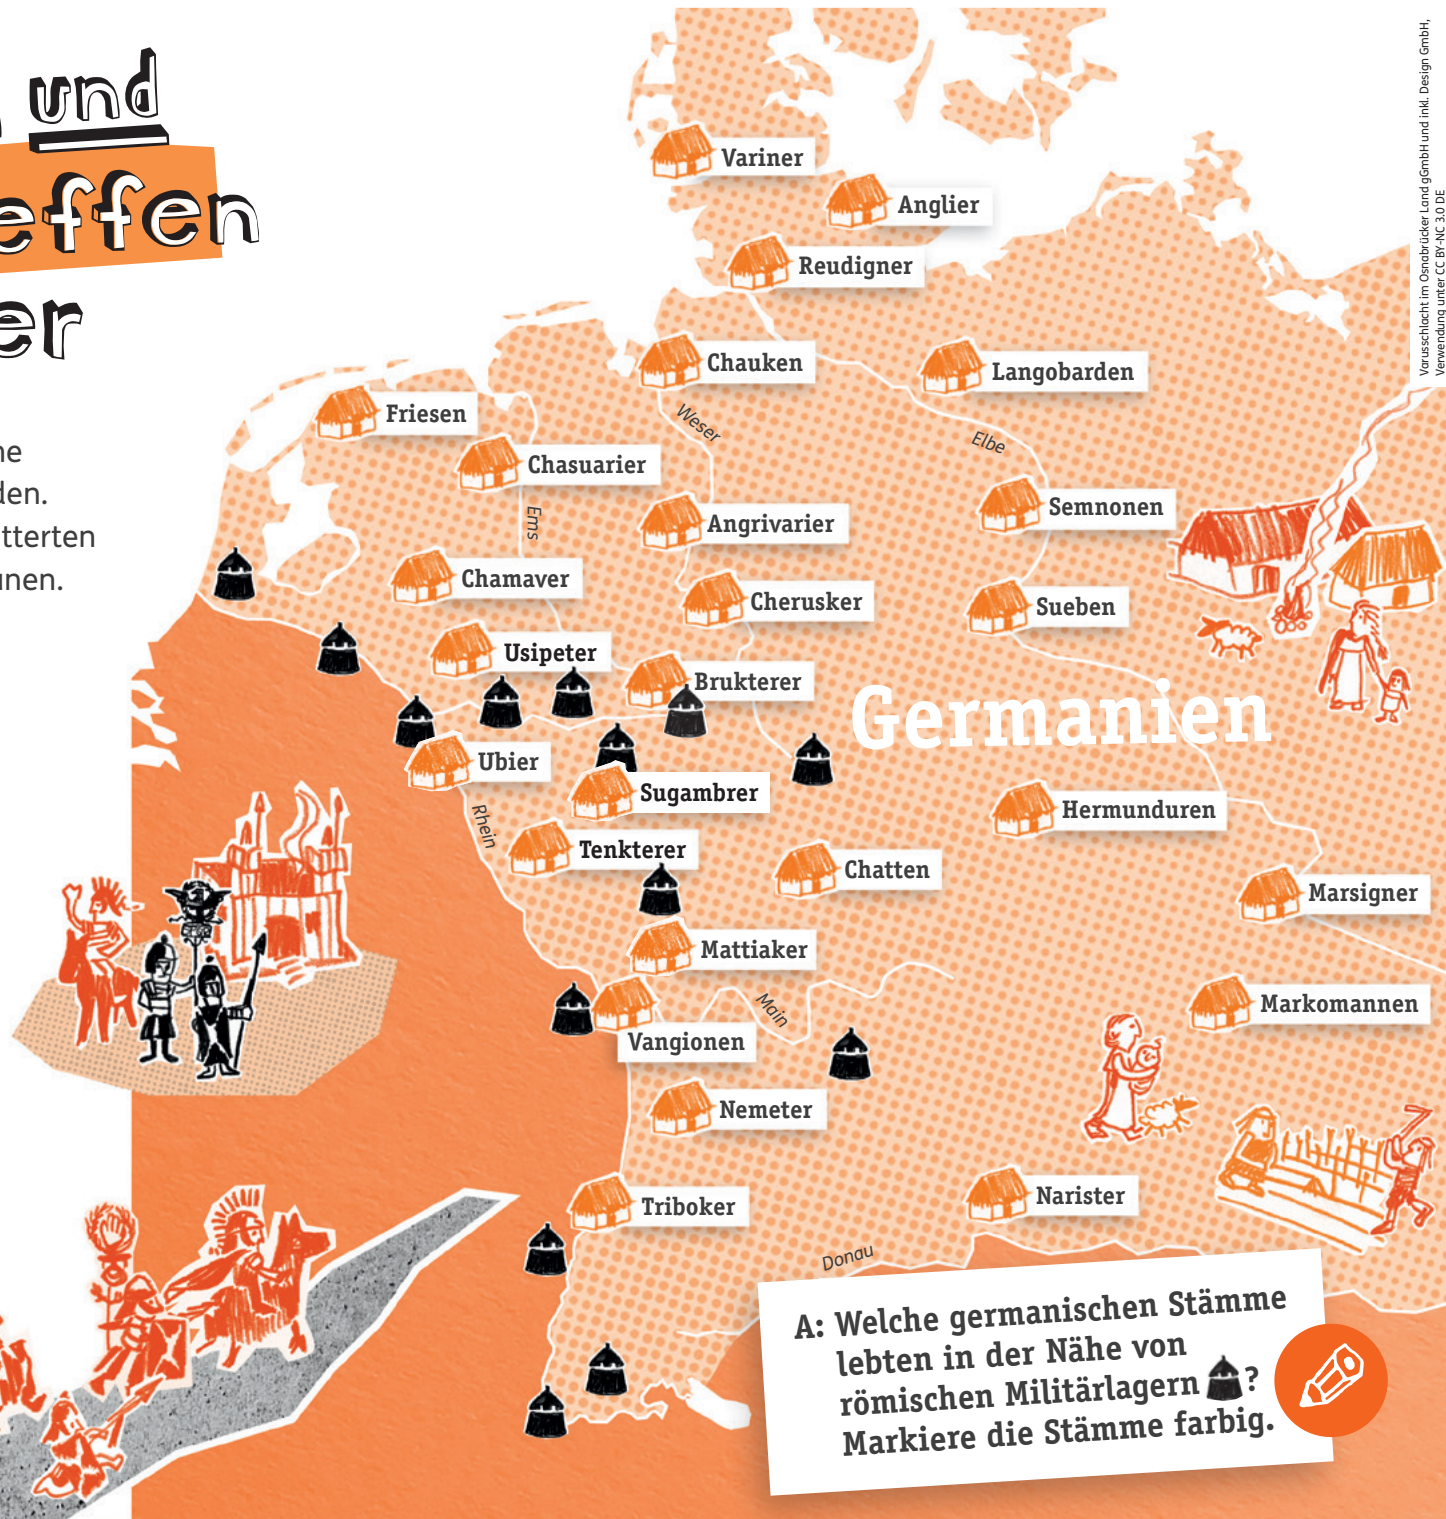 und
effen
er
ne
den.
tterten
unen.
Varusschlacht im Osnabrücker Land gGmbH und inkl. Design GmbH,
Verwendung unter CC BY-NC 3.0 DE
Variner
Anglier
Reudigner
Chauken
Langobarden
Friesen
Weser
Elbe
Chasuarier
Semnonen
Ems
Angrivarier
Chamaver
Cherusker
Sueben
Usipeter
Brukterer
Germanien
Ubier
Sugambrer
Hermunduren
Rhein
Tenkterer
Chatten
Marsigner
Mattiaker
Main
Markomannen
Vangionen
Nemeter
Narister
Triboker
Donau
A: Welche germanischen Stämme
lebten in der Nähe von
römischen Militärlagern ?
Markiere die Stämme farbig.